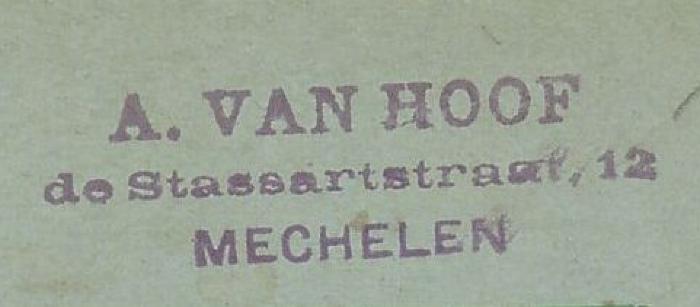 A. VAN HOOF
de Stassartstraat, 12
MECHELEN